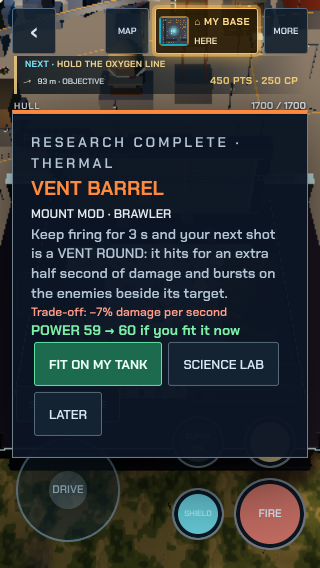 ‹
MAP
⌂ MY BASE
HERE
MORE
NEXT · HOLD THE OXYGEN LINE
→ 93 m · OBJECTIVE
450 PTS · 250 CP
HULL
1700 / 1700
RESEARCH COMPLETE ·
THERMAL
VENT BARREL
MOUNT MOD · BRAWLER
Keep firing for 3 s and your next shot
is a VENT ROUND: it hits for an extra
half second of damage and bursts on
the enemies beside its target.
Trade-off: −7% damage per second
POWER 59 → 60 if you fit it now
FIT ON MY TANK
SCIENCE LAB
LATER
DRIVE
SHIELD
FIRE